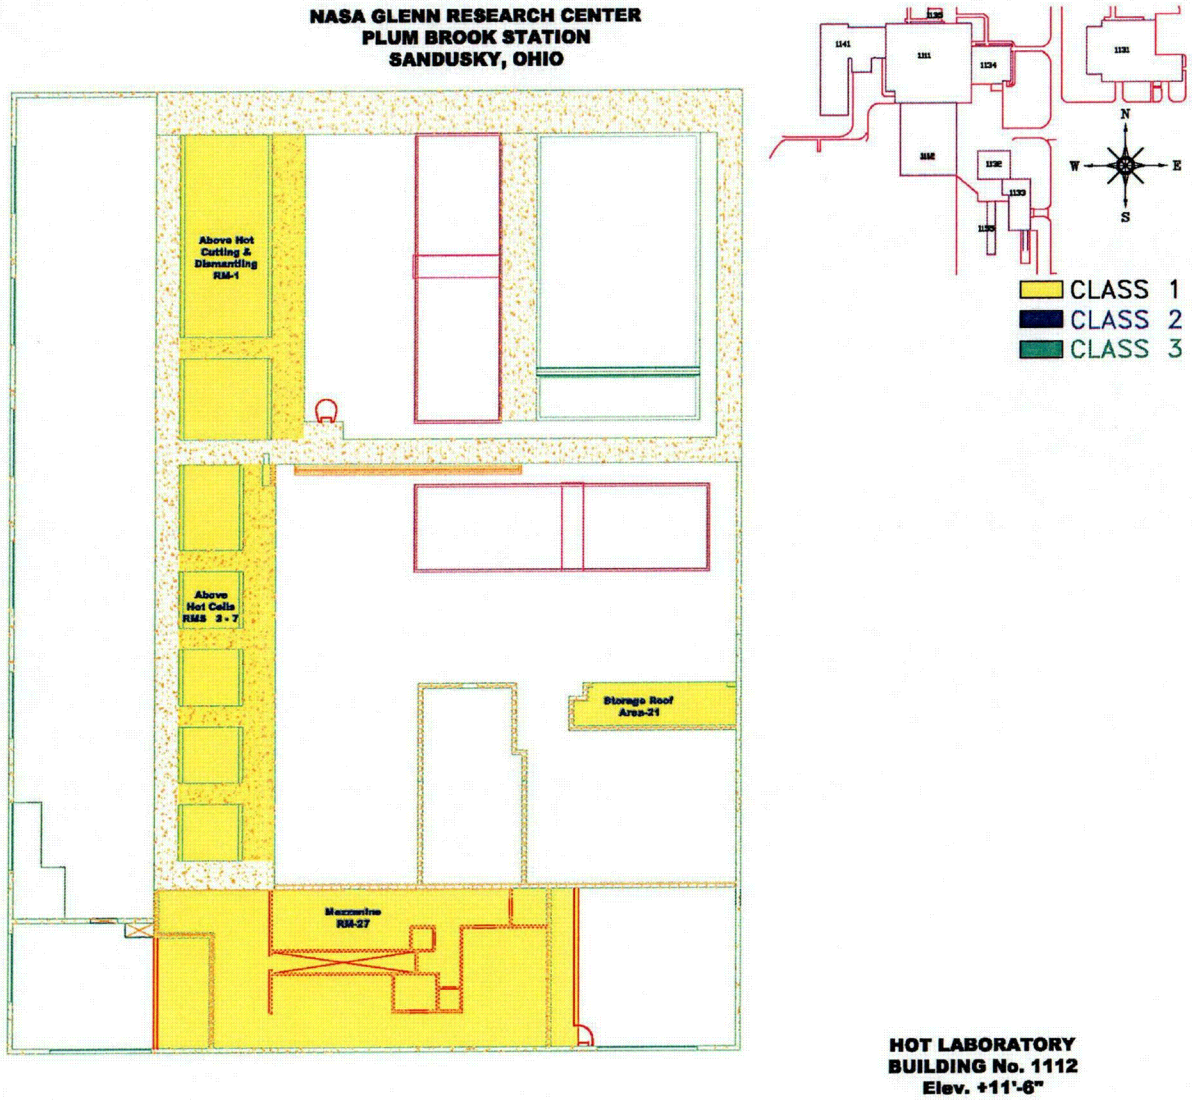 NASA GLENN RESEARCH CENTER
PLUM BROOK STATION
SANDUSKY, OHIO
1141
1111
1134
1131
1112
1132
1133
N
W
E
S
CLASS 1
CLASS 2
CLASS 3
Above Hot
Cutting &
Dismantling
RM-1
Above
Hot Cells
RMS 2 - 7
Storage Roof
Area-21
Mezzanine
RM-27
HOT LABORATORY
BUILDING No. 1112
Elev. +11'-6"